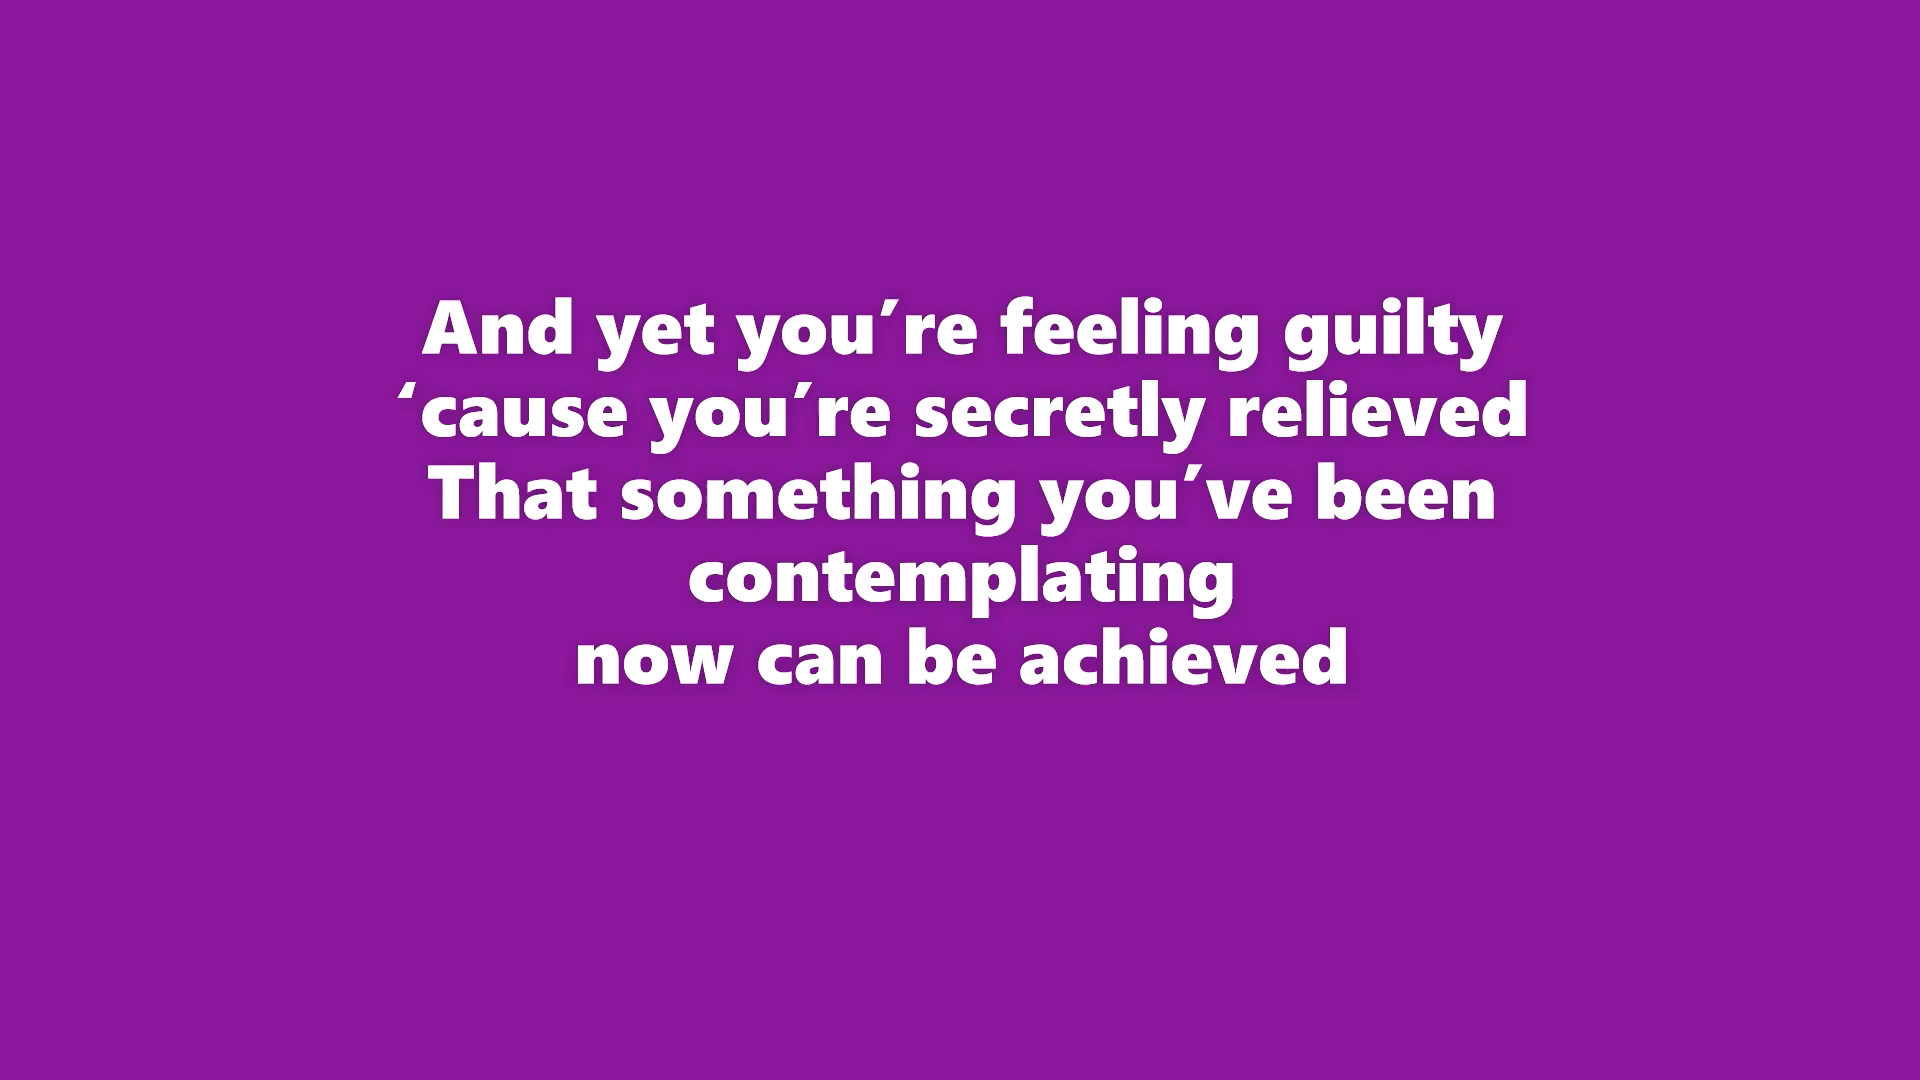 And yet you’re feeling guilty
‘cause you’re secretly relieved
That something you’ve been
contemplating
now can be achieved